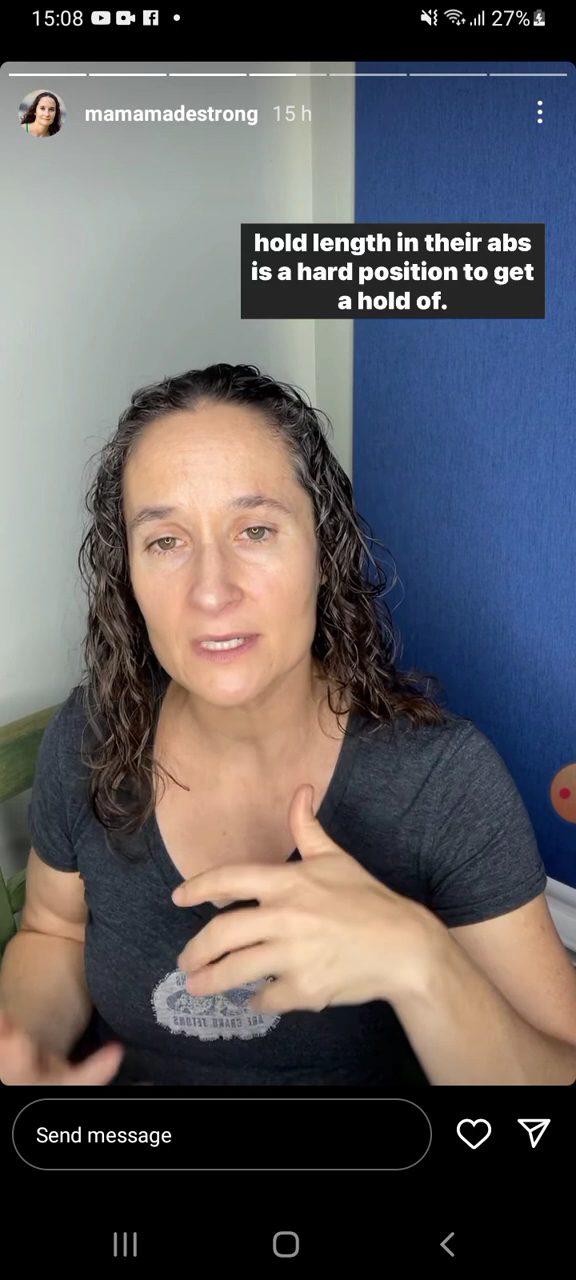 15:08
27%
mamamadestrong 15 h
hold length in their abs
is a hard position to get
a hold of.
Send message